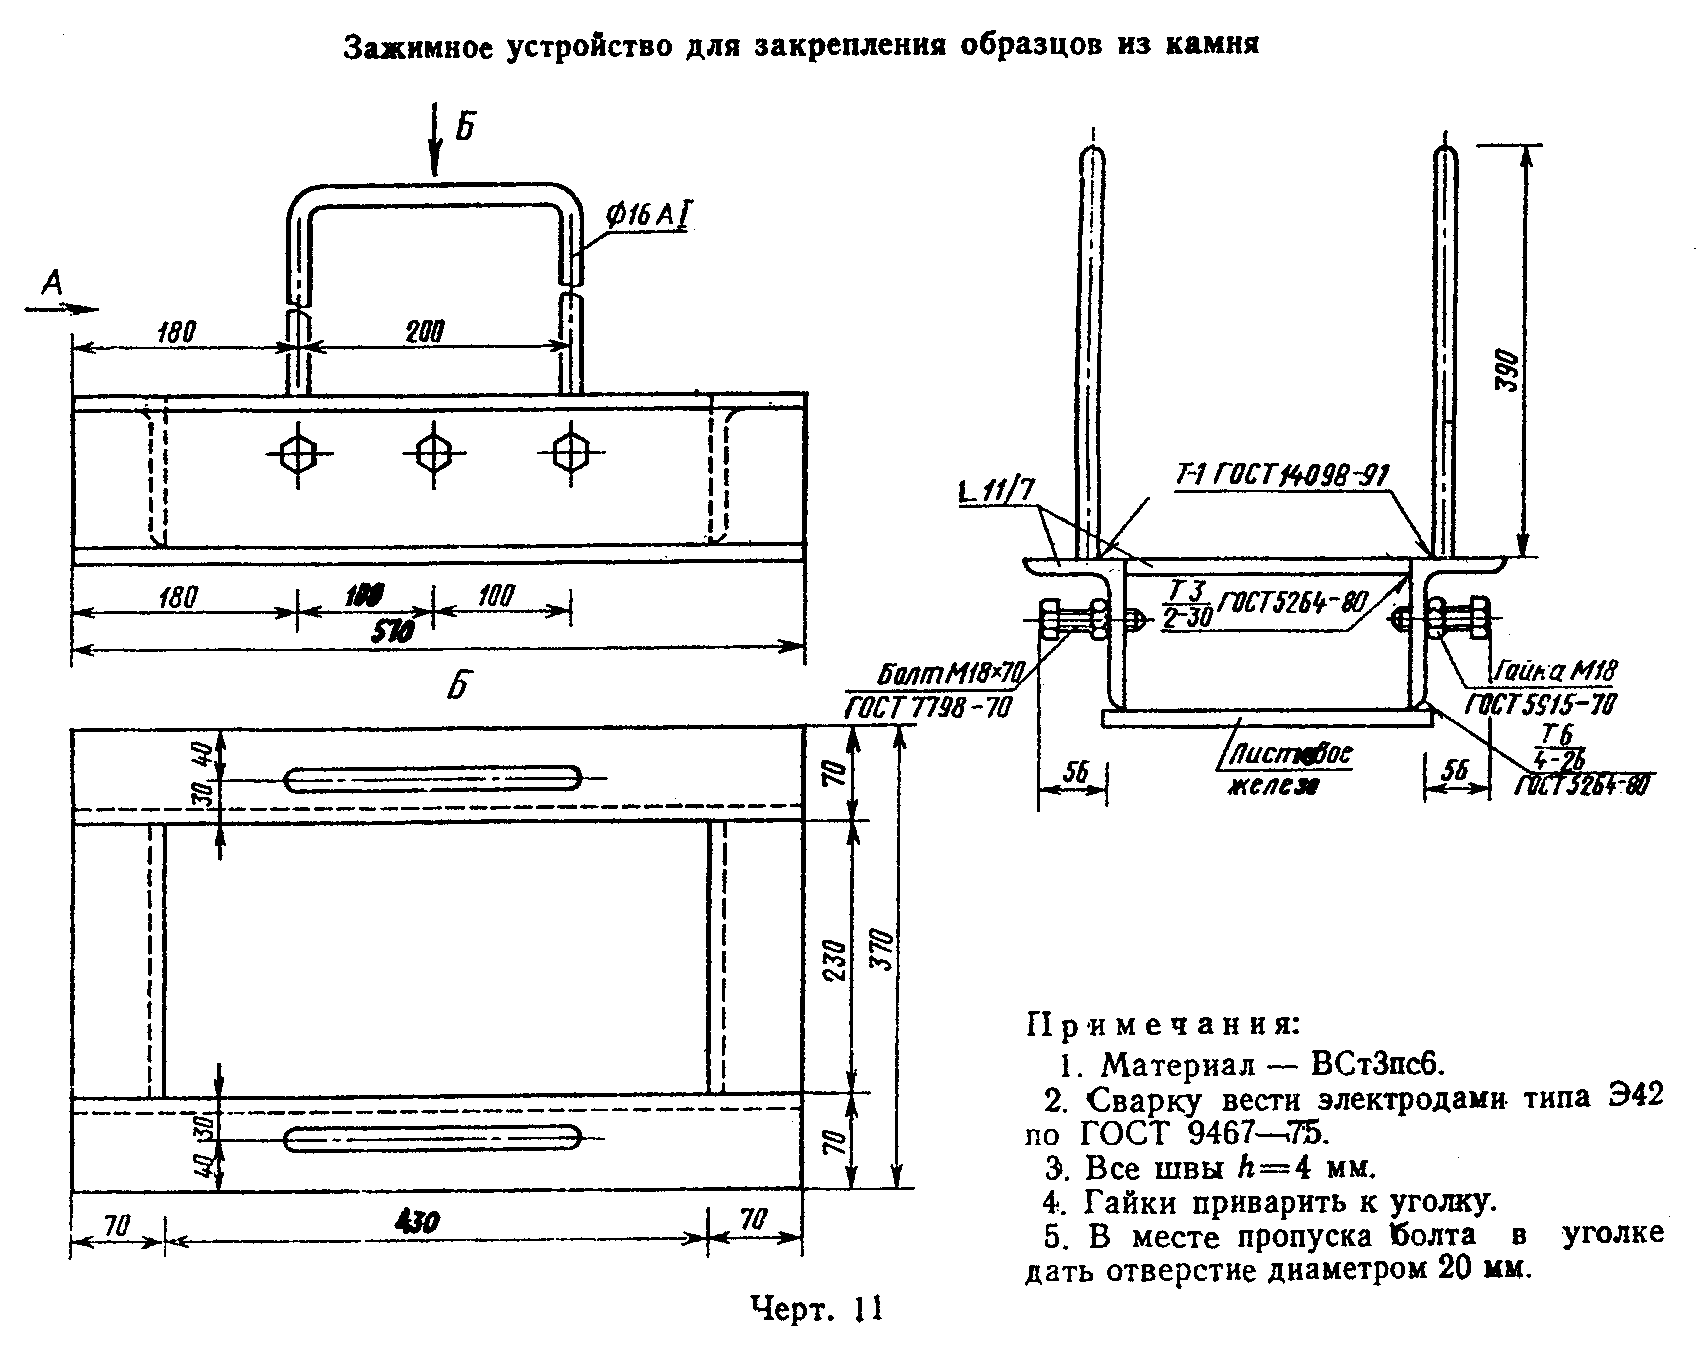 Зажимное устройство для закрепления образцов из камня
Б
Ф16 А I
А
180
200
180
100
100
570
Б
40
30
70
230
370
30
40
70
70
430
70
390
Т-1 ГОСТ 14098-91
L 11/7
Т 3
2-30
ГОСТ 5264-80
Болт М18×70
ГОСТ 7798-70
Гайка М18
ГОСТ 5915-70
Т 6
4-26
ГОСТ 5264-80
Листовое
железо
56
56
Примечания:
1. Материал — ВСт3пс6.
2. Сварку вести электродами типа Э42
по ГОСТ 9467—75.
3. Все швы h=4 мм.
4. Гайки приварить к уголку.
5. В месте пропуска болта в уголке
дать отверстие диаметром 20 мм.
Черт. 11